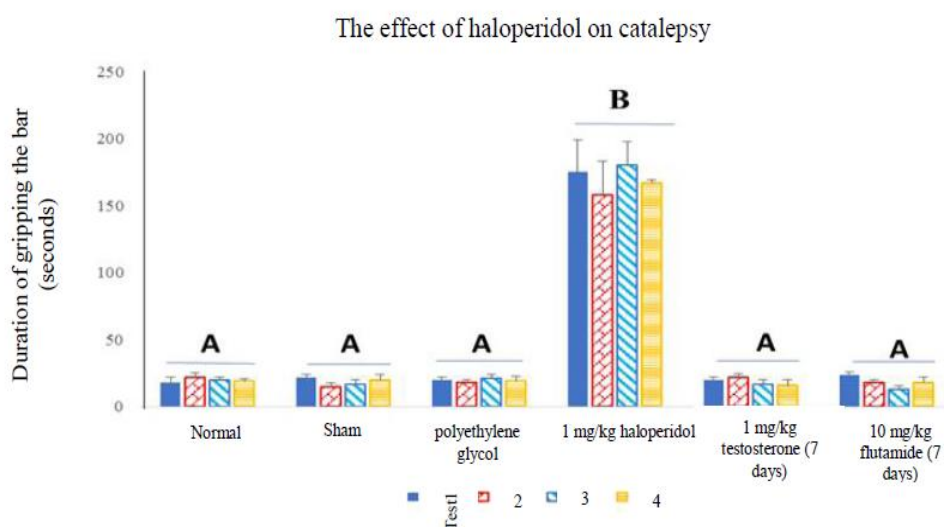 The effect of haloperidol on catalepsy
Duration of gripping the bar
(seconds)
250
200
150
100
50
0
A
A
A
B
A
A
Normal
Sham
polyethylene
glycol
1 mg/kg haloperidol
1 mg/kg
testosterone (7
days)
10 mg/kg
flutamide (7
days)
Test1
2
3
4